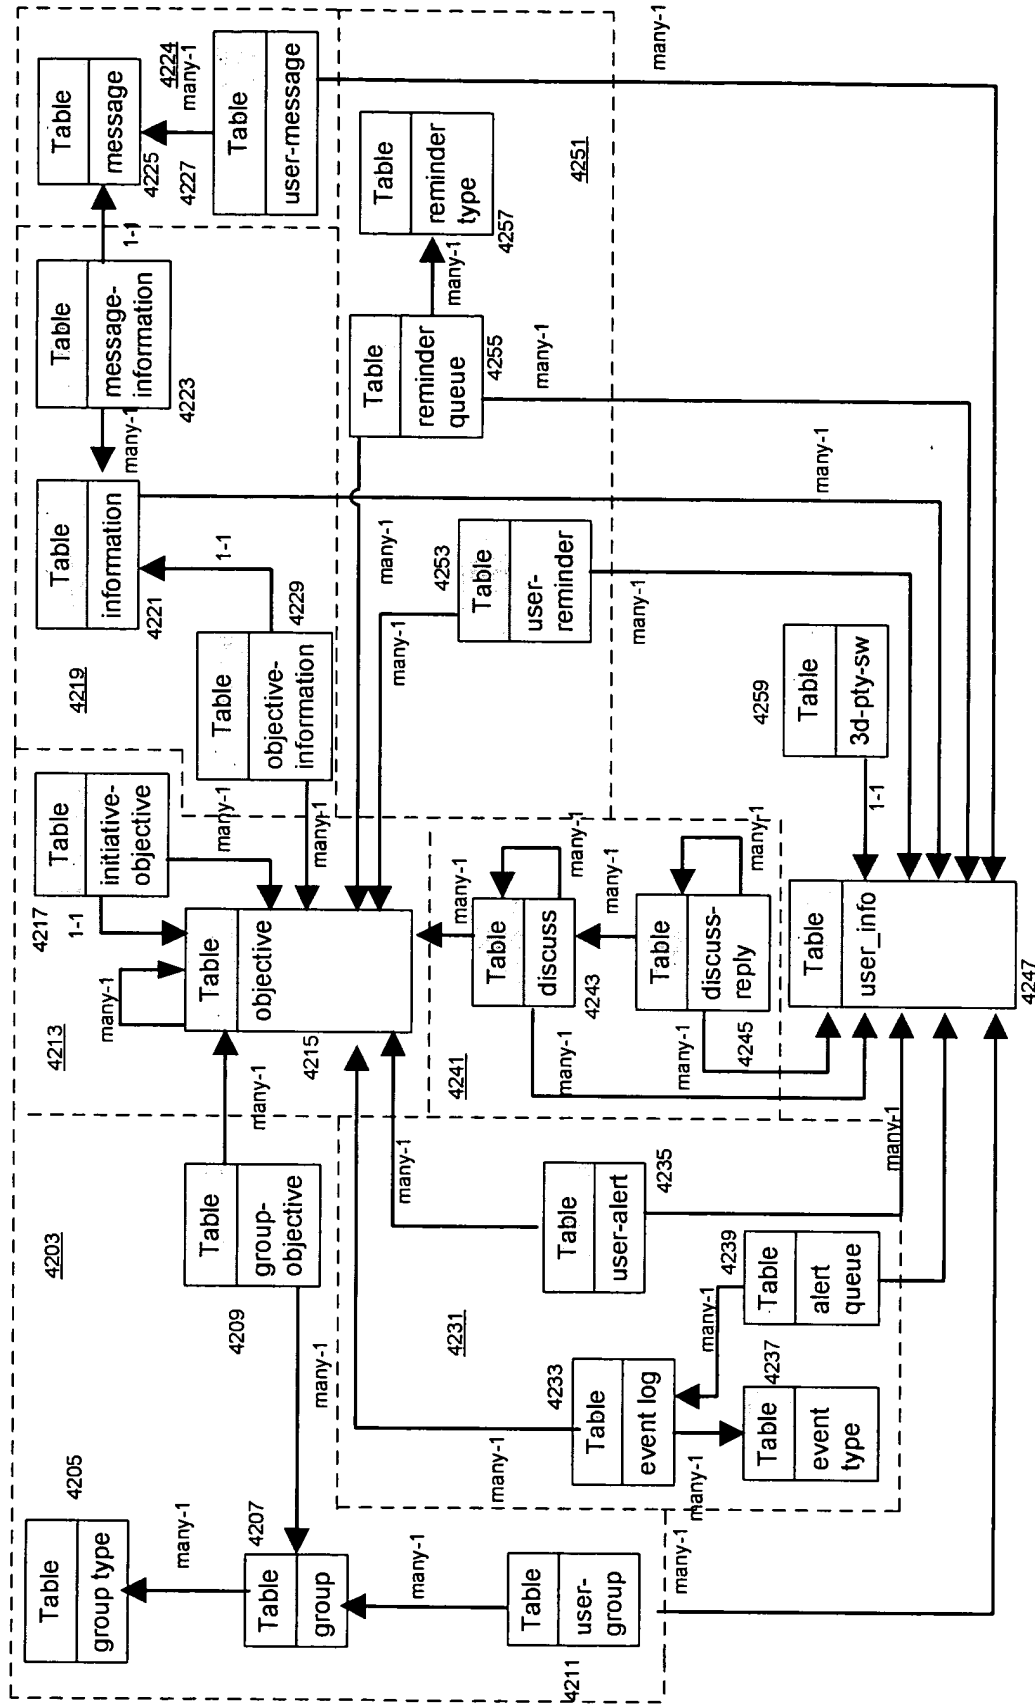 4205
Table
group type
many-1
4207
Table
group
many-1
Table
user-
group
4211
many-1
4203
Table
group-
objective
4209
many-1
many-1
4213
many-1
4217
1-1
Table
initiative-
objective
many-1
Table
objective
4215
4219
Table
information
4221
1-1
4229
Table
objective-
information
many-1
many-1
Table
message-
information
4223
many-1
1-1
Table
message
4225
4224
many-1
4227
Table
user-message
many-1
4231
4233
Table
event log
many-1
many-1
4237
Table
event
type
many-1
4239
Table
alert
queue
Table
user-alert
4235
many-1
many-1
4241
many-1
Table
discuss
4243
many-1
many-1
many-1
Table
discuss-
reply
4245
many-1
many-1
4251
4253
Table
user-
reminder
many-1
many-1
Table
reminder
queue
4255
many-1
many-1
many-1
Table
reminder
type
4257
many-1
4259
Table
3d-pty-sw
1-1
Table
user_info
4247